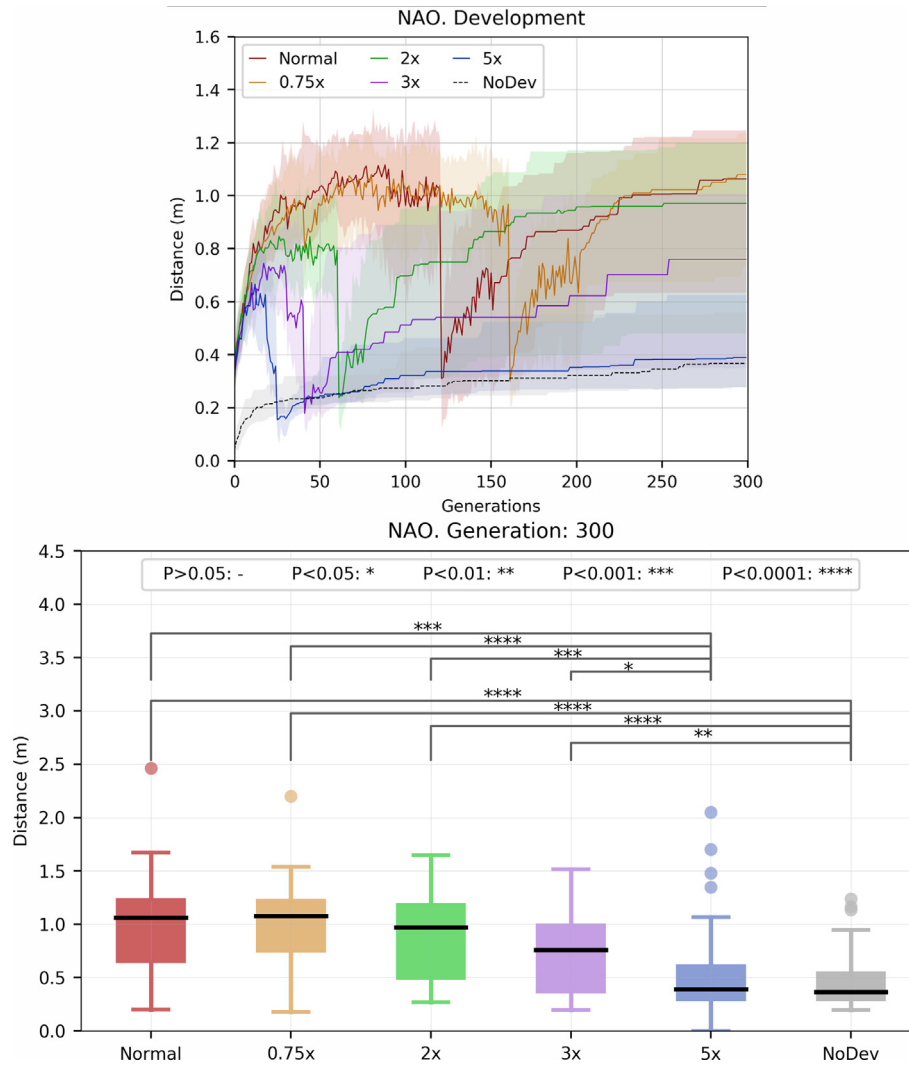 NAO. Development
1.6
1.4
1.2
1.0
0.8
0.6
0.4
0.2
0.0
Distance (m)
Normal 2x 5x
0.75x 3x NoDev
0 50 100 150 200 250 300
Generations
NAO. Generation: 300
4.5
4.0
3.5
3.0
2.5
2.0
1.5
1.0
0.5
0.0
Distance (m)
P>0.05: - P<0.05: * P<0.01: ** P<0.001: *** P<0.0001: ****
***
****
***
*
****
****
****
**
Normal 0.75x 2x 3x 5x NoDev